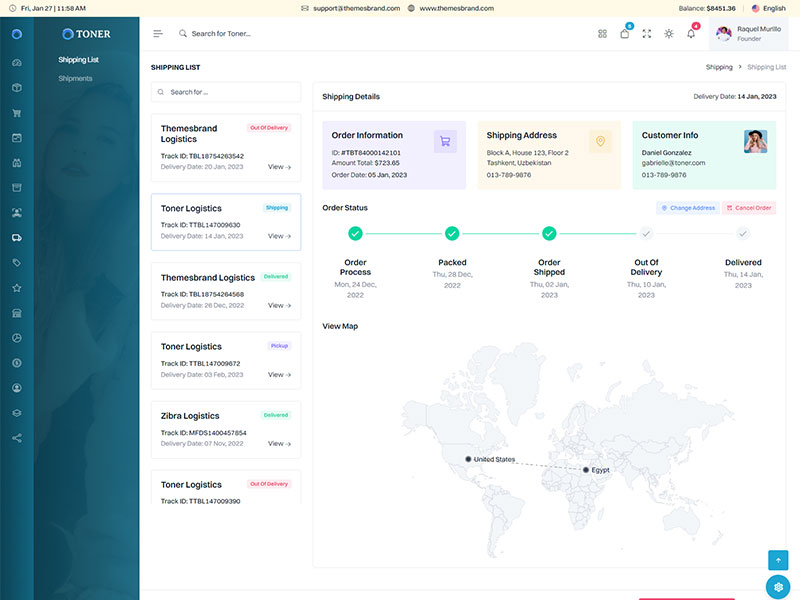 Fri, Jan 27 | 11:58 AM
support@themesbrand.com
www.themesbrand.com
Balance: $8451.36
English
TONER
Search for Toner...
6
4
Raquel Murillo
Founder
Shipping List
Shipments
SHIPPING LIST
Shipping
Shipping List
Search for ...
Themesbrand Logistics
Out Of Delivery
Track ID: TBL18754263542
Delivery Date: 20 Jan, 2023
View
Toner Logistics
Shipping
Track ID: TTBL147009630
Delivery Date: 14 Jan, 2023
View
Themesbrand Logistics
Delivered
Track ID: TBL18754264568
Delivery Date: 26 Dec, 2022
View
Toner Logistics
Pickup
Track ID: TTBL147009672
Delivery Date: 03 Feb, 2023
View
Zibra Logistics
Delivered
Track ID: MFDS1400457854
Delivery Date: 07 Nov, 2022
View
Toner Logistics
Out Of Delivery
Track ID: TTBL147009390
Shipping Details
Delivery Date: 14 Jan, 2023
Order Information
ID: #TBT84000142101
Amount Total: $723.65
Order Date: 05 Jan, 2023
Shipping Address
Block A, House 123, Floor 2
Tashkent, Uzbekistan
013-789-9876
Customer Info
Daniel Gonzalez
gabrielle@toner.com
013-789-9876
Order Status
Change Address
Cancel Order
Order
Process
Mon, 24 Dec,
2022
Packed
Thu, 28 Dec,
2022
Order
Shipped
Thu, 02 Jan,
2023
Out Of
Delivery
Thu, 10 Jan,
2023
Delivered
Thu, 14 Jan,
2023
View Map
United States
Egypt